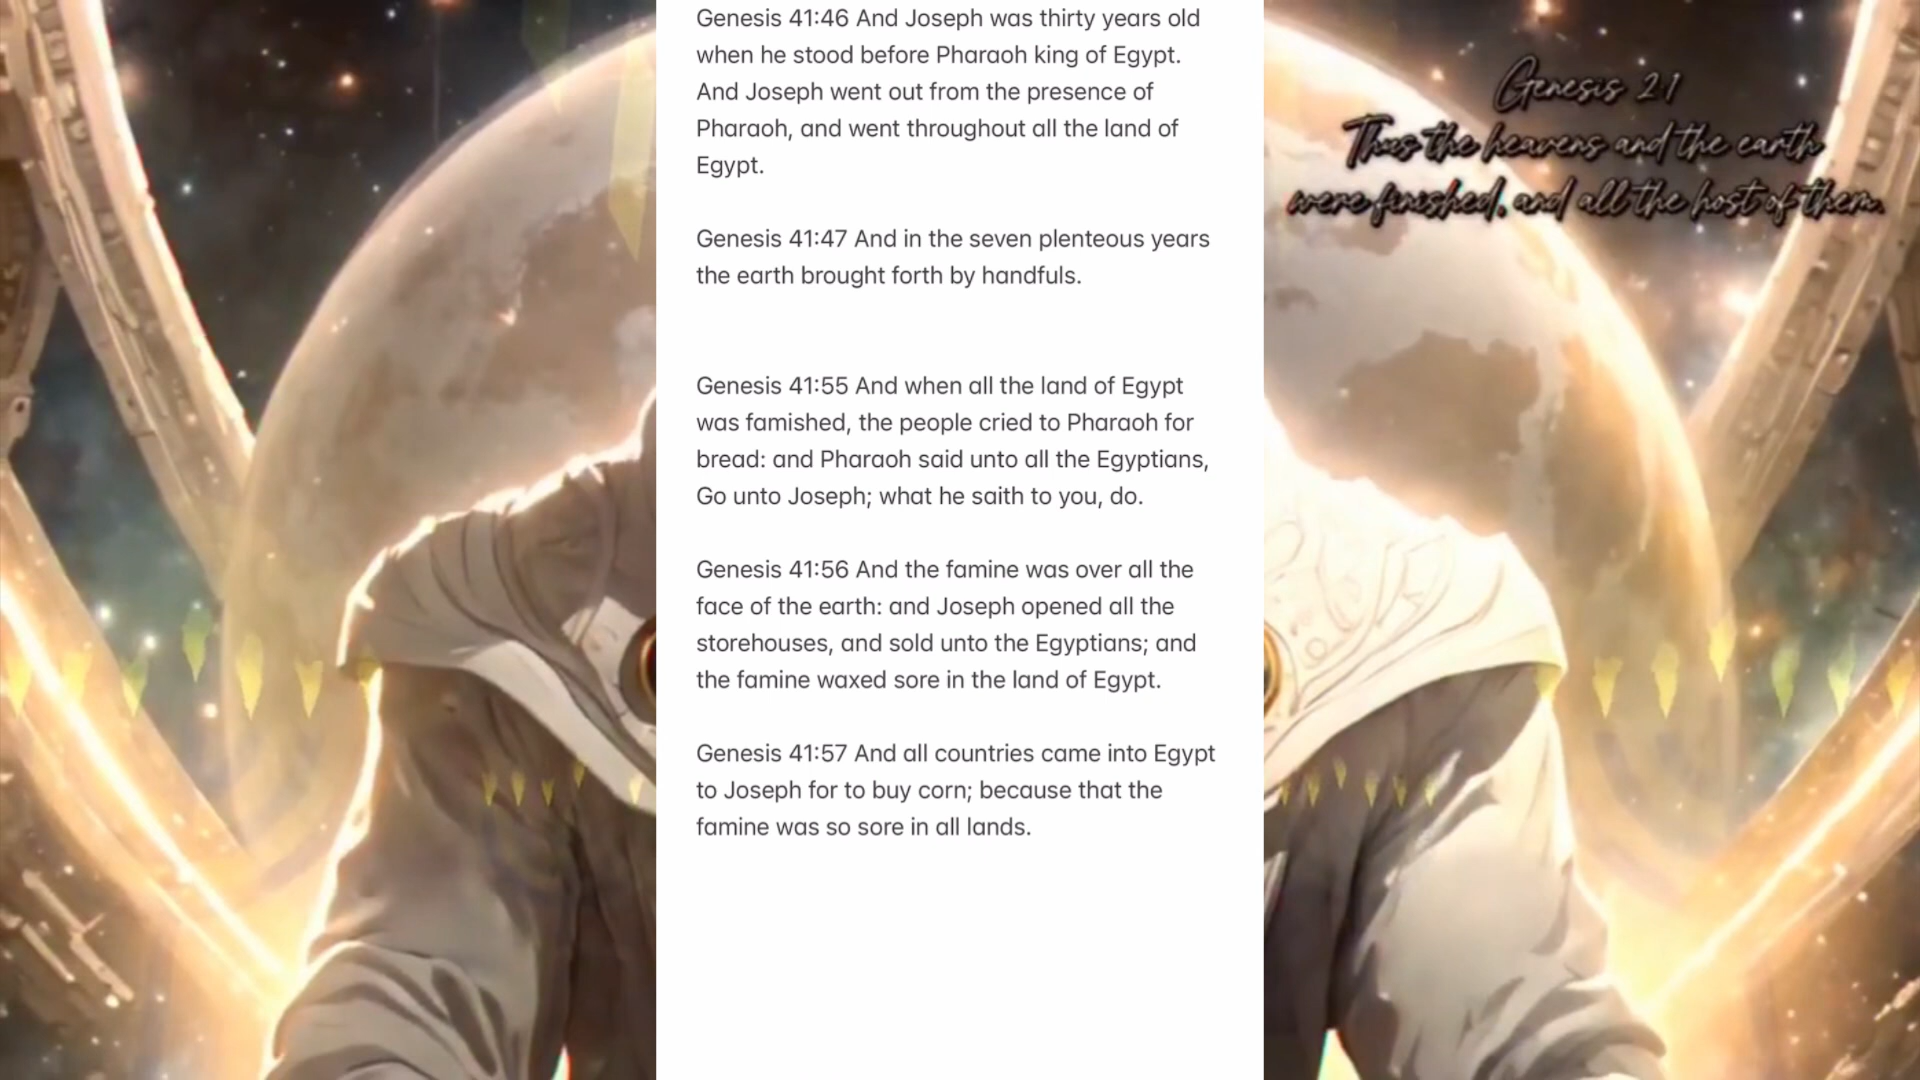 Genesis 41:46 And Joseph was thirty years old
when he stood before Pharaoh king of Egypt.
And Joseph went out from the presence of
Pharaoh, and went throughout all the land of
Egypt.
Genesis 41:47 And in the seven plenteous years
the earth brought forth by handfuls.
Genesis 41:55 And when all the land of Egypt
was famished, the people cried to Pharaoh for
bread: and Pharaoh said unto all the Egyptians,
Go unto Joseph; what he saith to you, do.
Genesis 41:56 And the famine was over all the
face of the earth: and Joseph opened all the
storehouses, and sold unto the Egyptians; and
the famine waxed sore in the land of Egypt.
Genesis 41:57 And all countries came into Egypt
to Joseph for to buy corn; because that the
famine was so sore in all lands.
Genesis 2:1
Thus the heavens and the earth
were finished, and all the host of them.